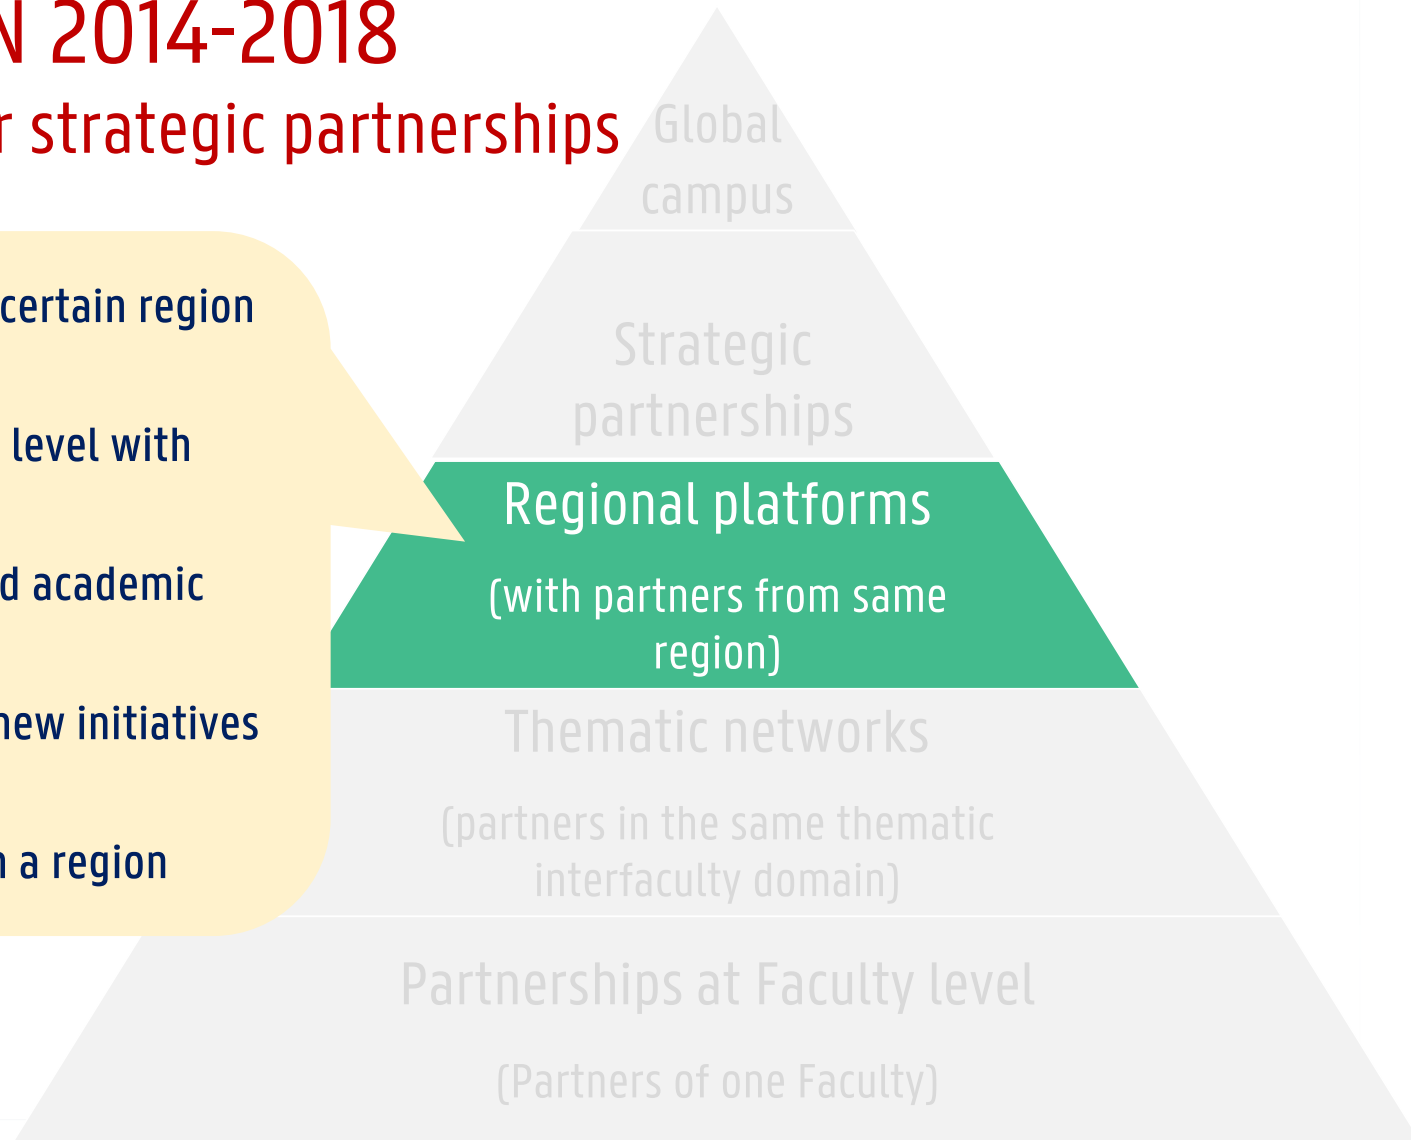 N 2014-2018
r strategic partnerships
certain region
level with
d academic
new initiatives
n a region
Global
campus
Strategic
partnerships
Regional platforms
(with partners from same
region)
Thematic networks
(partners in the same thematic
interfaculty domain)
Partnerships at Faculty level
(Partners of one Faculty)